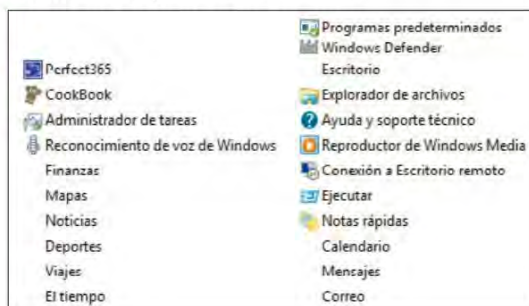 Perfect365
CookBook
Administrador de tareas
Reconocimiento de voz de Windows
Finanzas
Mapas
Noticias
Deportes
Viajes
El tiempo
Programas predeterminados
Windows Defender
Escritorio
Explorador de archivos
Ayuda y soporte técnico
Reproductor de Windows Media
Conexión a Escritorio remoto
Ejecutar
Notas rápidas
Calendario
Mensajes
Correo